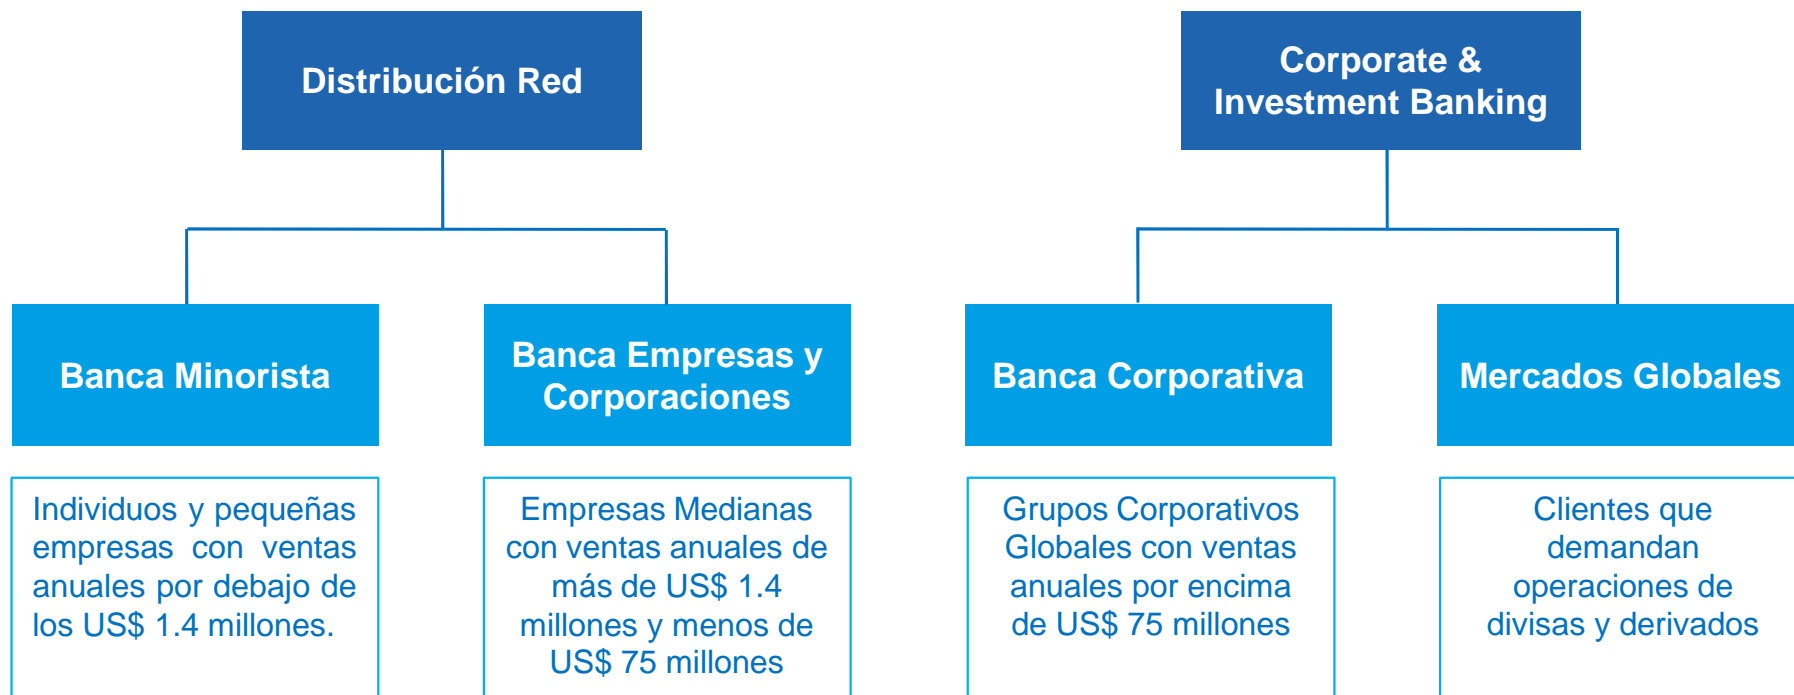 Distribución Red
Corporate &
Investment Banking
Banca Minorista
Banca Empresas y
Corporaciones
Banca Corporativa
Mercados Globales
Individuos y pequeñas
empresas con ventas
anuales por debajo de
los US$ 1.4 millones.
Empresas Medianas
con ventas anuales de
más de US$ 1.4
millones y menos de
US$ 75 millones
Grupos Corporativos
Globales con ventas
anuales por encima
de US$ 75 millones
Clientes que
demandan
operaciones de
divisas y derivados